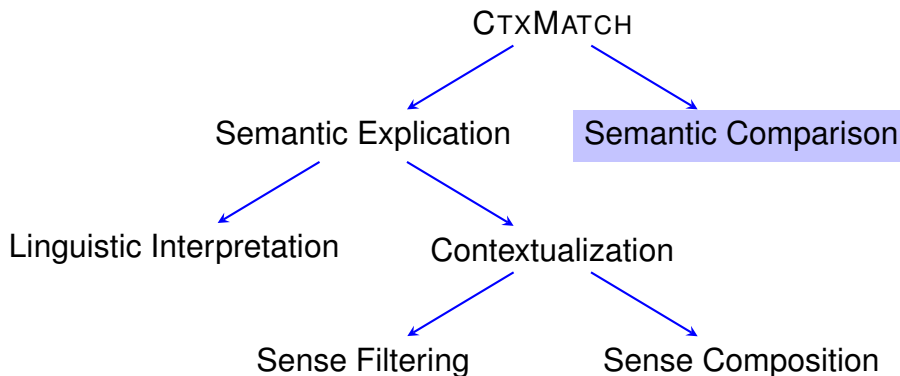 CTXMATCH
Semantic Explication
Semantic Comparison
Linguistic Interpretation
Contextualization
Sense Filtering
Sense Composition